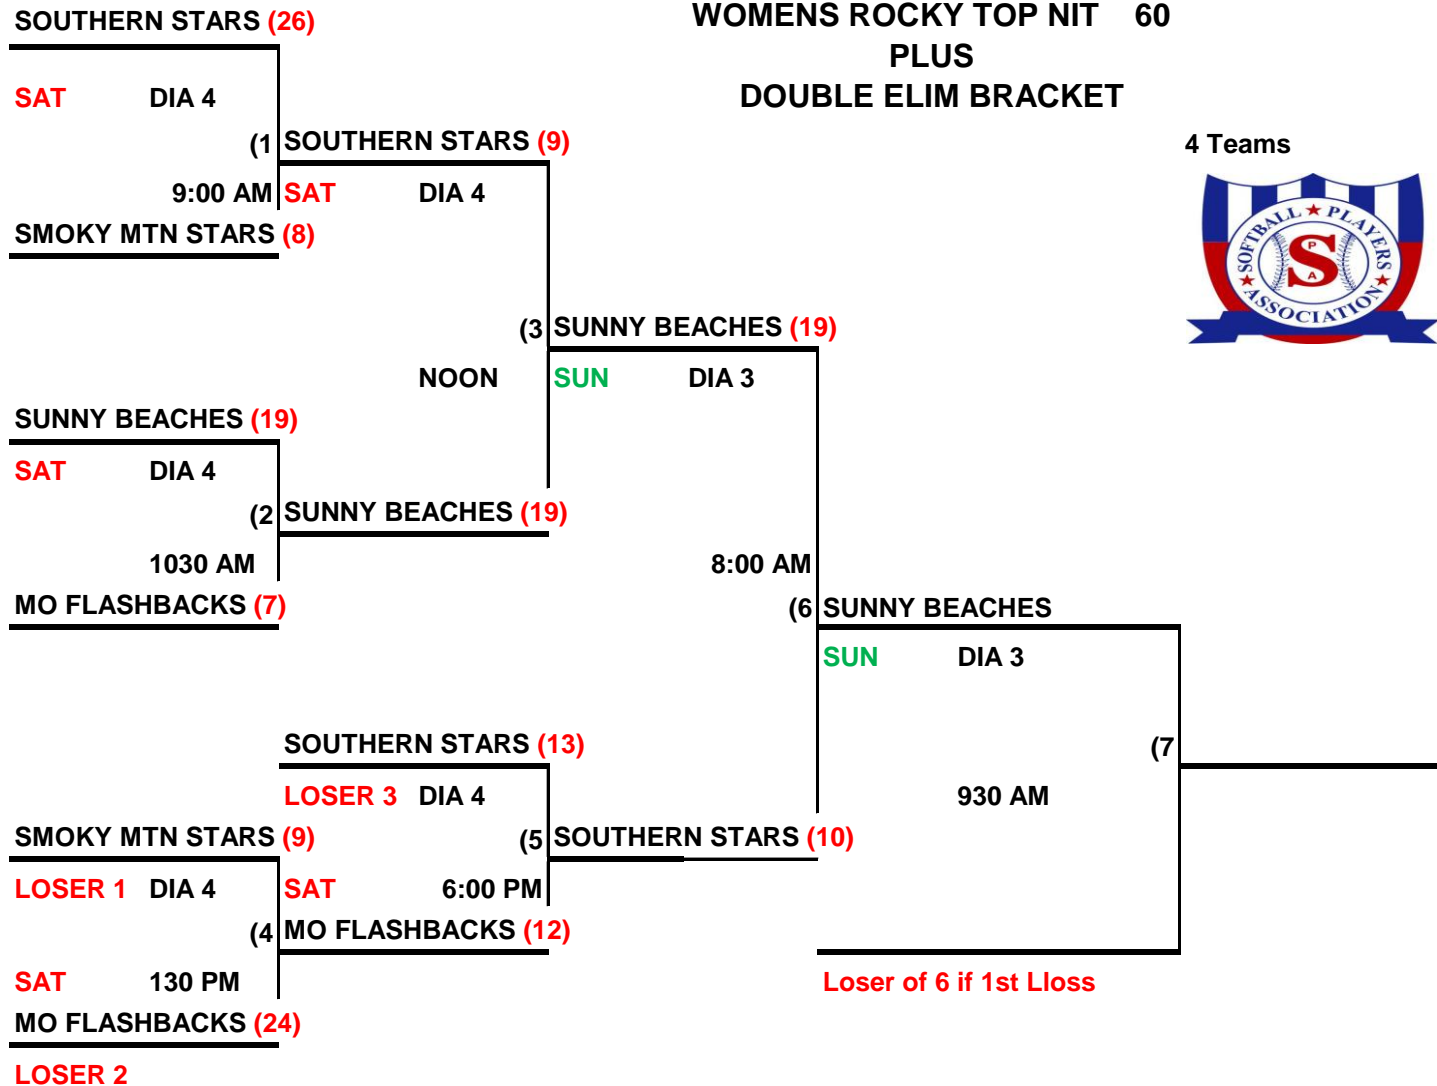 SOUTHERN STARS (26)
WOMENS ROCKY TOP NIT 60
PLUS
DOUBLE ELIM BRACKET
SAT DIA 4
(1 SOUTHERN STARS (9)
4 Teams
9:00 AM SAT DIA 4
SMOKY MTN STARS (8)
SOFTBALL ★ PLAYERS ★ ASSOCIATION ★
S
P
A
(3 SUNNY BEACHES (19)
NOON SUN DIA 3
SUNNY BEACHES (19)
SAT DIA 4
(2 SUNNY BEACHES (19)
1030 AM 8:00 AM
MO FLASHBACKS (7)
(6 SUNNY BEACHES
SUN DIA 3
SOUTHERN STARS (13)
(7
LOSER 3 DIA 4
930 AM
SMOKY MTN STARS (9)
(5 SOUTHERN STARS (10)
LOSER 1 DIA 4 SAT 6:00 PM
(4 MO FLASHBACKS (12)
SAT 130 PM
Loser of 6 if 1st Lloss
MO FLASHBACKS (24)
LOSER 2